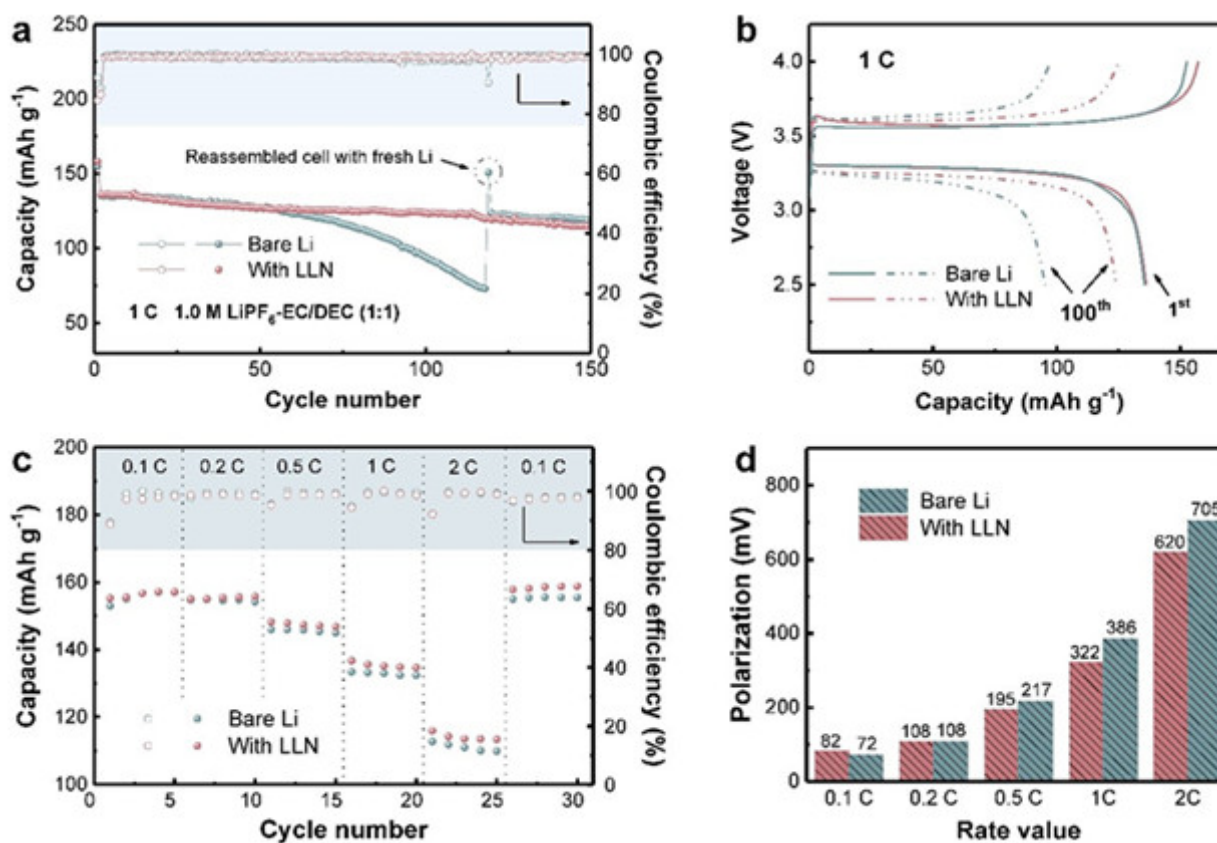 a
250
225
200
175
150
125
100
75
50
0
50
100
150
Capacity (mAh g⁻¹)
Cycle number
100
80
60
40
20
0
Coulombic efficiency (%)
Reassembled cell with fresh Li
Bare Li
With LLN
1 C 1.0 M LiPF₆-EC/DEC (1:1)
b
1 C
4.0
3.5
3.0
2.5
Voltage (V)
Bare Li
With LLN
100ᵗʰ
1ˢᵗ
0
50
100
150
Capacity (mAh g⁻¹)
c
200
180
160
140
120
100
Capacity (mAh g⁻¹)
0.1 C 0.2 C 0.5 C 1 C 2 C 0.1 C
100
80
60
40
20
0
Coulombic efficiency (%)
Bare Li
With LLN
0
5
10
15
20
25
30
Cycle number
d
800
600
400
200
0
Polarization (mV)
Bare Li
With LLN
82 72
108 108
195 217
322 386
620 705
0.1 C 0.2 C 0.5 C 1C 2C
Rate value